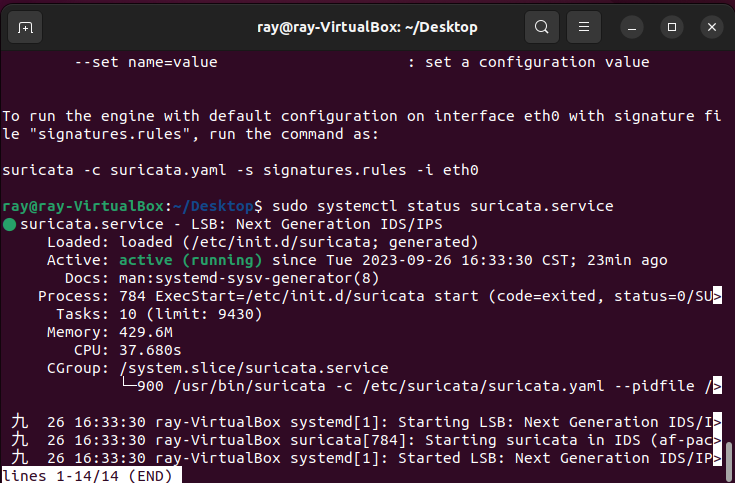 ray@ray-VirtualBox: ~/Desktop
--set name=value : set a configuration value
To run the engine with default configuration on interface eth0 with signature fi
le "signatures.rules", run the command as:
suricata -c suricata.yaml -s signatures.rules -i eth0
ray@ray-VirtualBox:~/Desktop$ sudo systemctl status suricata.service
● suricata.service - LSB: Next Generation IDS/IPS
Loaded: loaded (/etc/init.d/suricata; generated)
Active: active (running) since Tue 2023-09-26 16:33:30 CST; 23min ago
Docs: man:systemd-sysv-generator(8)
Process: 784 ExecStart=/etc/init.d/suricata start (code=exited, status=0/SU>
Tasks: 10 (limit: 9430)
Memory: 429.6M
CPU: 37.680s
CGroup: /system.slice/suricata.service
└─900 /usr/bin/suricata -c /etc/suricata/suricata.yaml --pidfile />
九 26 16:33:30 ray-VirtualBox systemd[1]: Starting LSB: Next Generation IDS/I>
九 26 16:33:30 ray-VirtualBox suricata[784]: Starting suricata in IDS (af-pac>
九 26 16:33:30 ray-VirtualBox systemd[1]: Started LSB: Next Generation IDS/IP>
lines 1-14/14 (END)